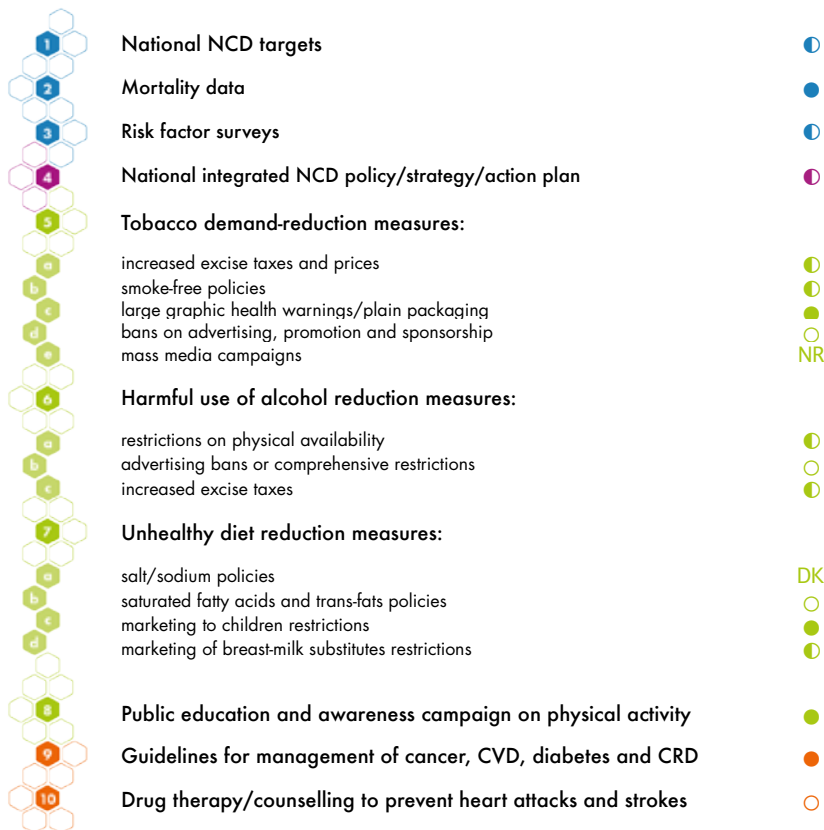 1 National NCD targets
2 Mortality data
3 Risk factor surveys
4 National integrated NCD policy/strategy/action plan
5 Tobacco demand-reduction measures:
a increased excise taxes and prices
b smoke-free policies
c large graphic health warnings/plain packaging
d bans on advertising, promotion and sponsorship
e mass media campaigns NR
6 Harmful use of alcohol reduction measures:
a restrictions on physical availability
b advertising bans or comprehensive restrictions
c increased excise taxes
7 Unhealthy diet reduction measures:
a salt/sodium policies DK
b saturated fatty acids and trans-fats policies
c marketing to children restrictions
d marketing of breast-milk substitutes restrictions
8 Public education and awareness campaign on physical activity
9 Guidelines for management of cancer, CVD, diabetes and CRD
10 Drug therapy/counselling to prevent heart attacks and strokes